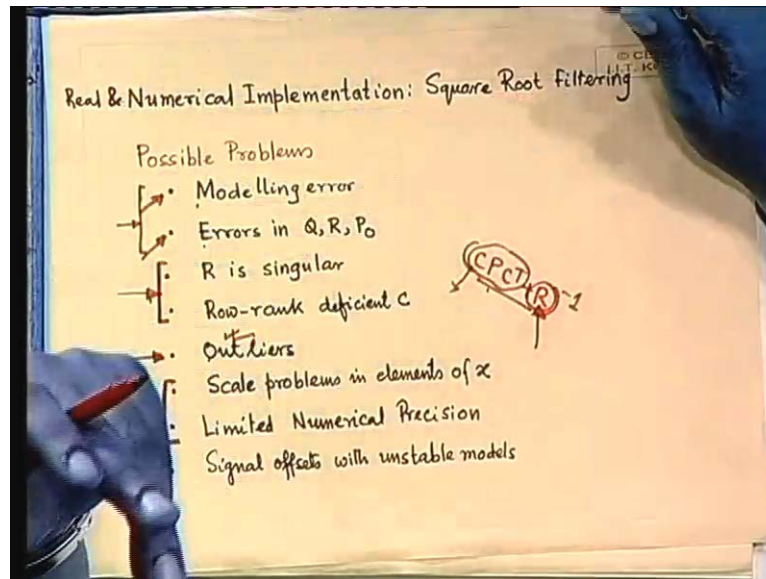 © C
I.I.T. K
Real & Numerical Implementation: Square Root filtering
Possible Problems
• Modelling error
• Errors in Q, R, P₀
• R is singular
• Row-rank deficient C
(CPCᵀ + R)⁻¹
• Outliers
• Scale problems in elements of x
• Limited Numerical Precision
Signal offsets with unstable models